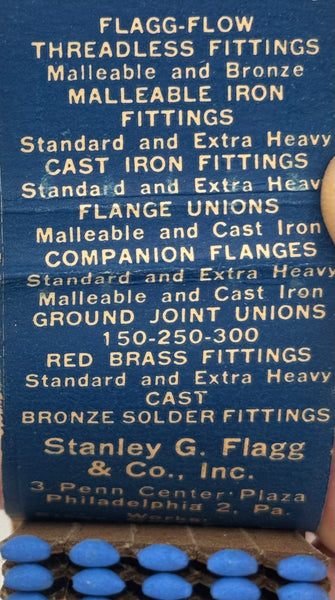 FLAGG-FLOW
THREADLESS FITTINGS
Malleable and Bronze
MALLEABLE IRON
FITTINGS
Standard and Extra Heavy
CAST IRON FITTINGS
Standard and Extra Heavy
FLANGE UNIONS
Malleable and Cast Iron
COMPANION FLANGES
Standard and Extra Heavy
Malleable and Cast Iron
GROUND JOINT UNIONS
150-250-300
RED BRASS FITTINGS
Standard and Extra Heavy
CAST
BRONZE SOLDER FITTINGS
Stanley G. Flagg
& Co., Inc.
3 Penn Center Plaza
Philadelphia 2, Pa.
Works: